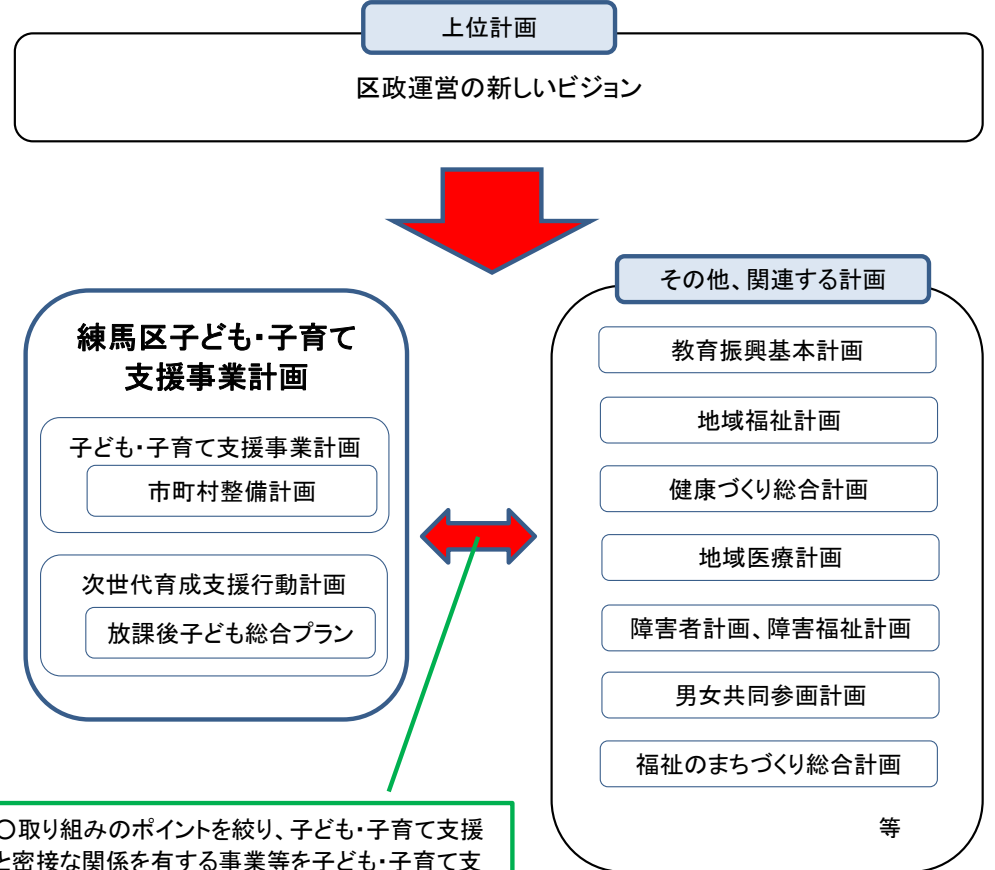 上位計画
区政運営の新しいビジョン
練馬区子ども・子育て
支援事業計画
子ども・子育て支援事業計画
市町村整備計画
次世代育成支援行動計画
放課後子ども総合プラン
その他、関連する計画
教育振興基本計画
地域福祉計画
健康づくり総合計画
地域医療計画
障害者計画、障害福祉計画
男女共同参画計画
福祉のまちづくり総合計画
等
〇取り組みのポイントを絞り、子ども・子育て支援
と密接な関係を有する事業等を子ども・子育て支